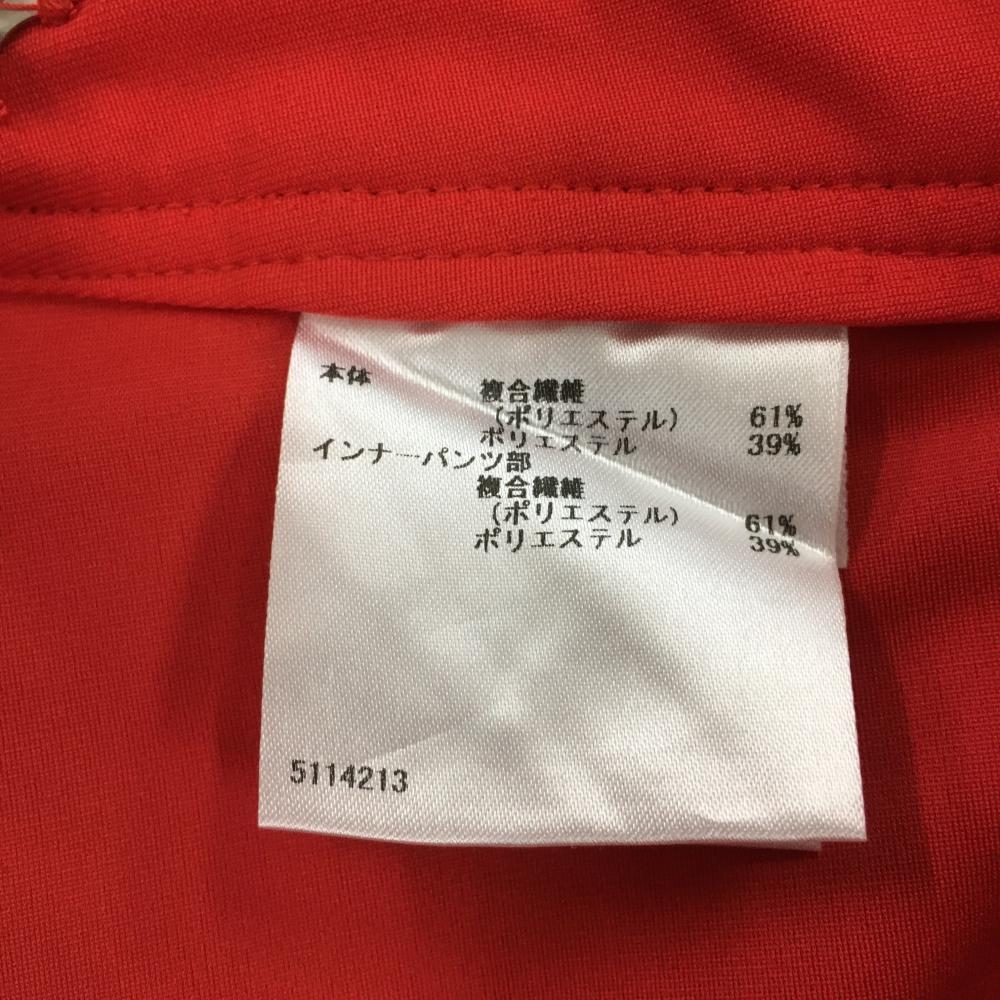 本体 複合繊維
(ポリエステル) 61%
ポリエステル 39%
インナーパンツ部
複合繊維
(ポリエステル) 61%
ポリエステル 39%
5114213